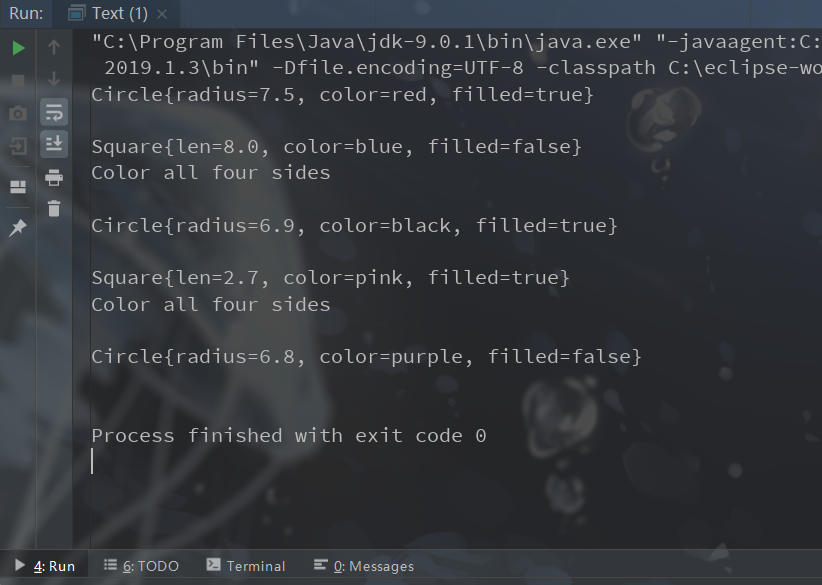 Run: Text (1)
"C:\Program Files\Java\jdk-9.0.1\bin\java.exe" "-javaagent:C:
2019.1.3\bin" -Dfile.encoding=UTF-8 -classpath C:\eclipse-wo
Circle{radius=7.5, color=red, filled=true}
Square{len=8.0, color=blue, filled=false}
Color all four sides
Circle{radius=6.9, color=black, filled=true}
Square{len=2.7, color=pink, filled=true}
Color all four sides
Circle{radius=6.8, color=purple, filled=false}
Process finished with exit code 0
4: Run 6: TODO Terminal 0: Messages